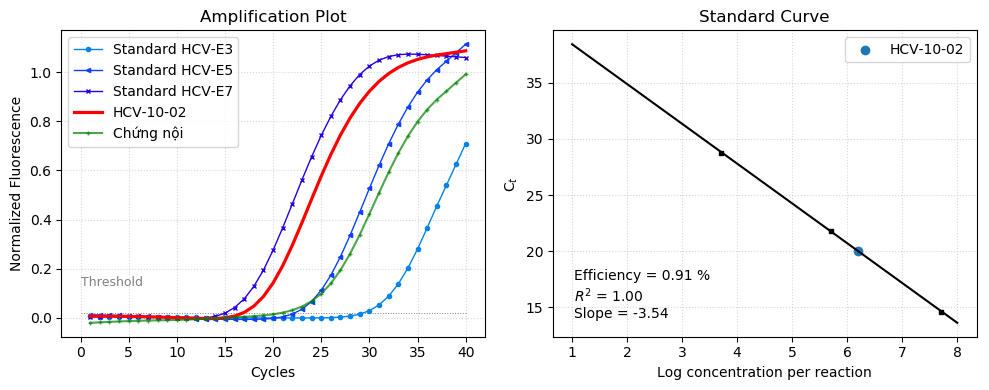 Amplification Plot
Normalized Fluorescence
1.0
0.8
0.6
0.4
0.2
0.0
Standard HCV-E3
Standard HCV-E5
Standard HCV-E7
HCV-10-02
Chứng nội
Threshold
0 5 10 15 20 25 30 35 40
Cycles
Standard Curve
C_t
35
30
25
20
15
HCV-10-02
Efficiency = 0.91 %
R² = 1.00
Slope = -3.54
1 2 3 4 5 6 7 8
Log concentration per reaction